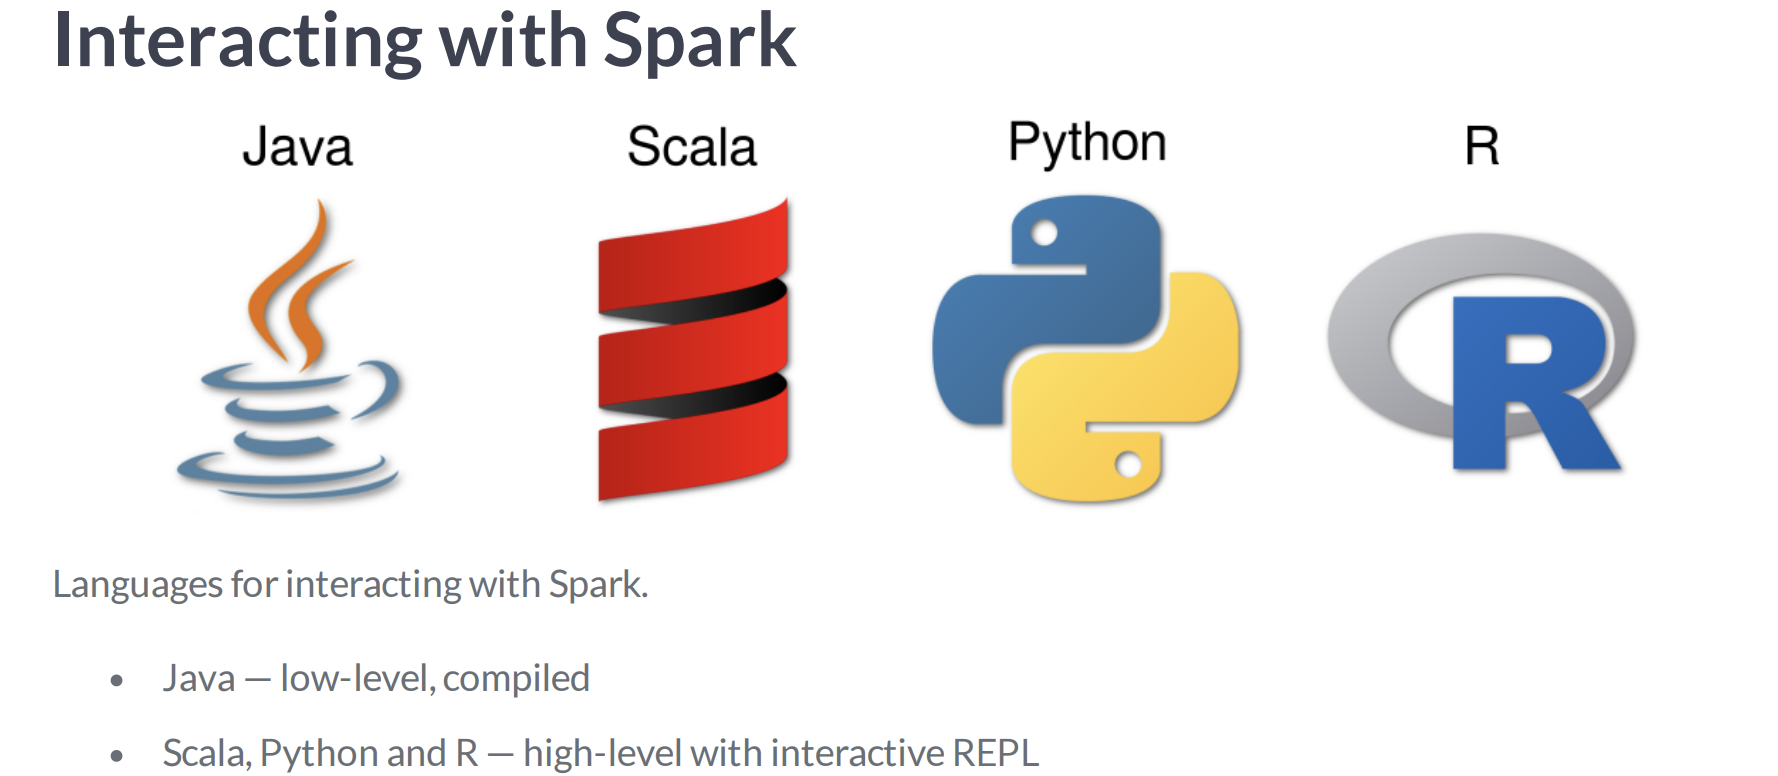 Interacting with Spark
Java Scala Python R
R
Languages for interacting with Spark.
• Java — low-level, compiled
• Scala, Python and R — high-level with interactive REPL